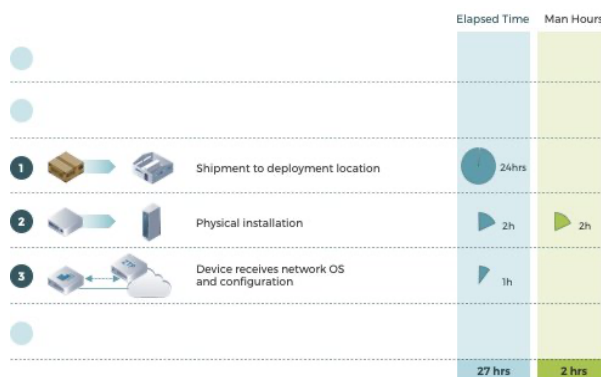 Elapsed Time
Man Hours
1
Shipment to deployment location
24hrs
2
Physical installation
2h
2h
3
ZTP
Device receives network OS
and configuration
1h
27 hrs
2 hrs